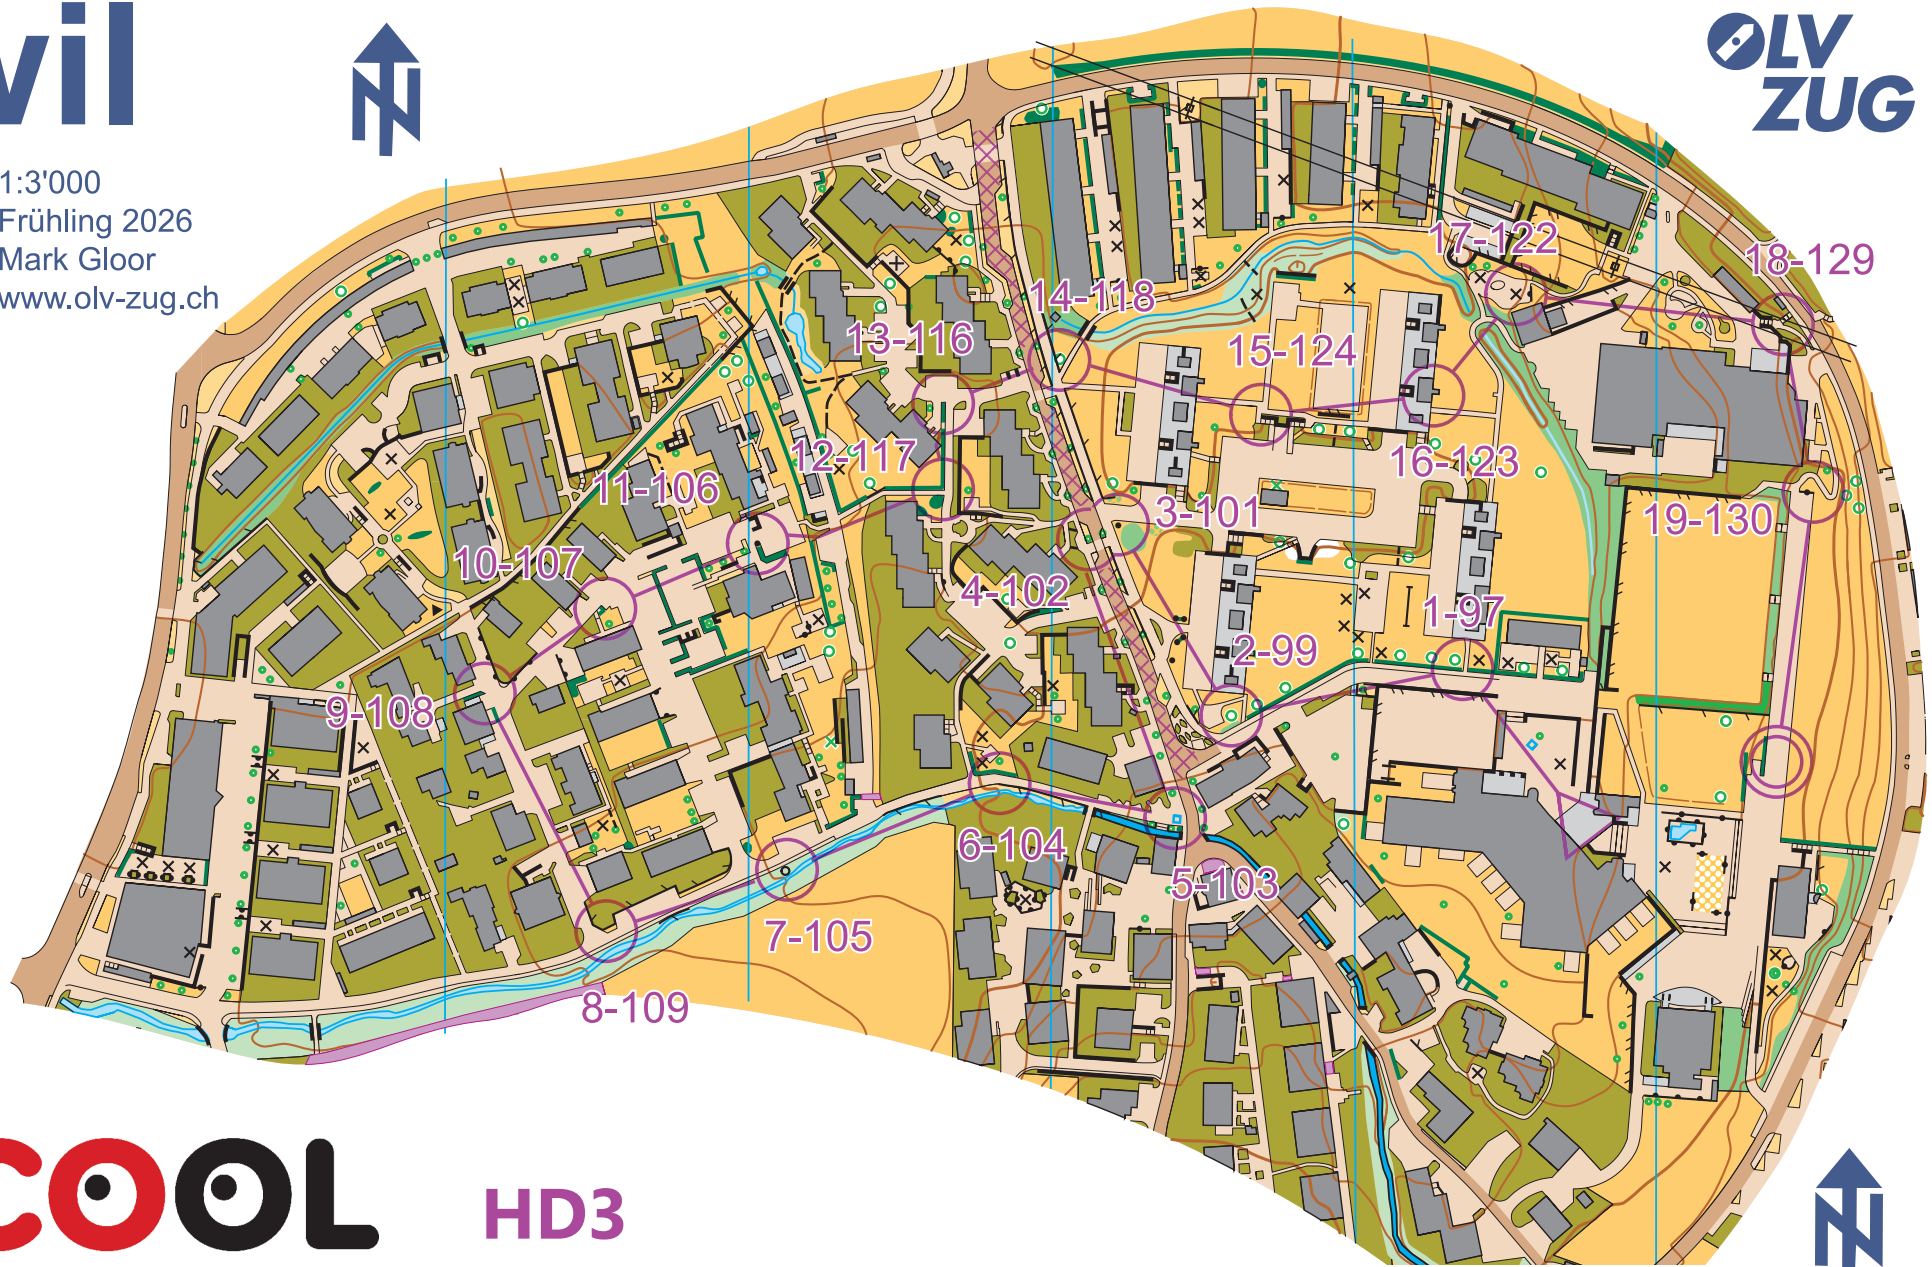 vil
1:3'000
Frühling 2026
Mark Gloor
www.olv-zug.ch
OLV
ZUG
17-122
18-129
14-118
13-116
15-124
12-117
16-123
11-106
3-101
19-130
10-107
4-102
1-97
2-99
9-108
6-104
5-103
7-105
8-109
COOL
HD3